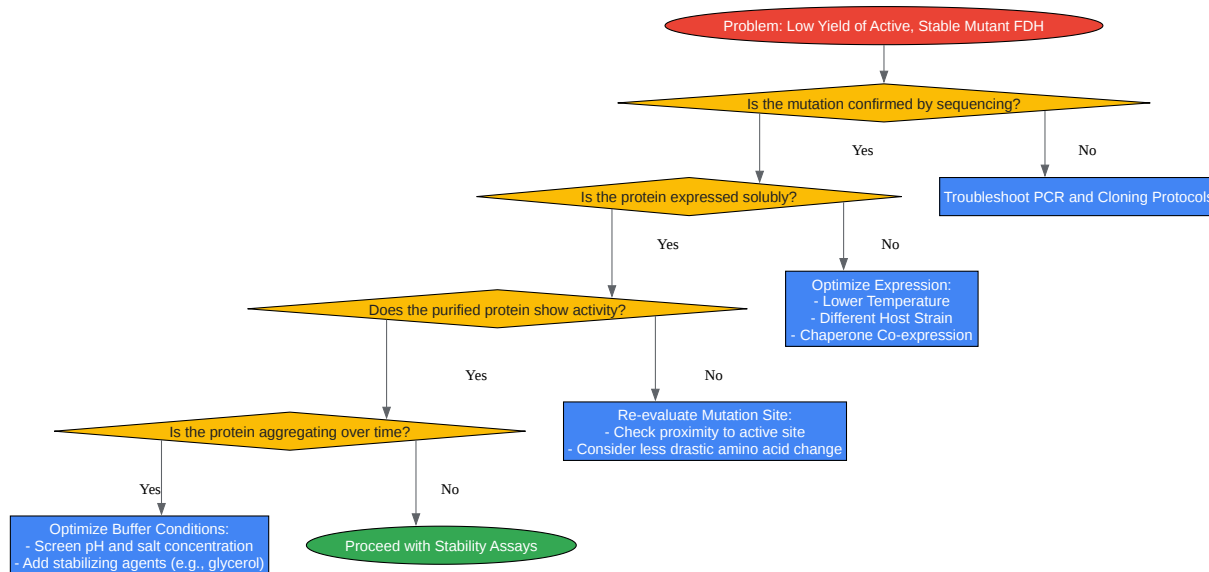 Problem: Low Yield of Active, Stable Mutant FDH
Is the mutation confirmed by sequencing?
Yes
No
Is the protein expressed solubly?
Troubleshoot PCR and Cloning Protocols
Yes
No
Optimize Expression:
- Lower Temperature
- Different Host Strain
- Chaperone Co-expression
Does the purified protein show activity?
Yes
No
Re-evaluate Mutation Site:
- Check proximity to active site
- Consider less drastic amino acid change
Is the protein aggregating over time?
Yes
No
Optimize Buffer Conditions:
- Screen pH and salt concentration
- Add stabilizing agents (e.g., glycerol)
Proceed with Stability Assays